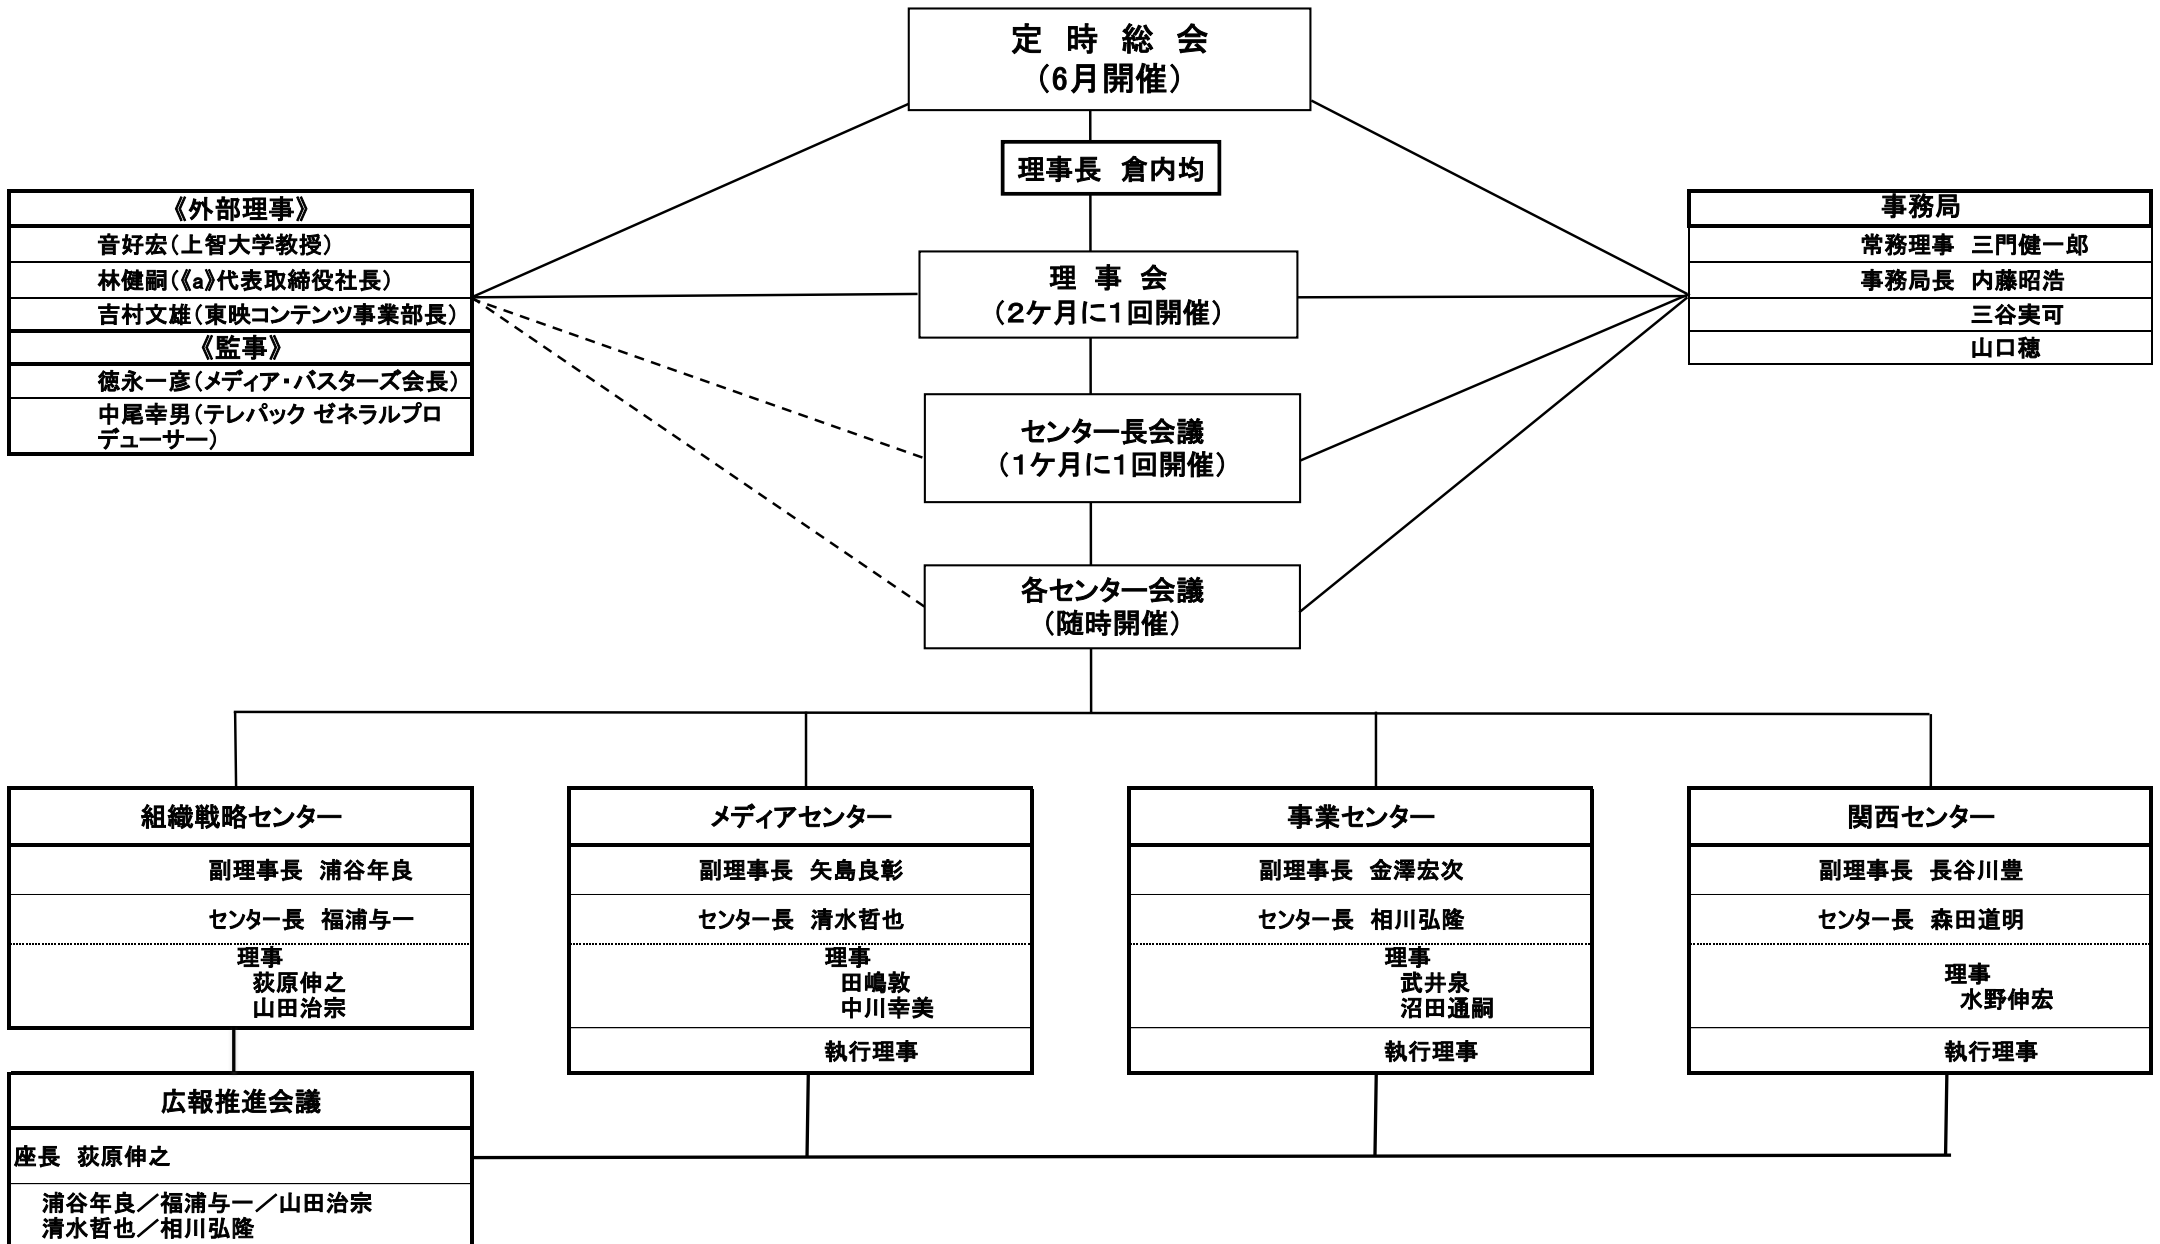 定 時 総 会
（6月開催）
理事長 倉内均
《外部理事》
音好宏（上智大学教授）
林健嗣（《a》代表取締役社長）
吉村文雄（東映コンテンツ事業部長）
《監事》
徳永一彦（メディア・バスターズ会長）
中尾幸男（テレパック ゼネラルプロ
デューサー）
理 事 会
（２ケ月に１回開催）
センター長会議
（１ケ月に１回開催）
各センター会議
（随時開催）
事務局
常務理事 三門健一郎
事務局長 内藤昭浩
三谷実可
山口穂
組織戦略センター
副理事長 浦谷年良
センター長 福浦与一
理事
荻原伸之
山田治宗
メディアセンター
副理事長 矢島良彰
センター長 清水哲也
理事
田嶋敦
中川幸美
執行理事
事業センター
副理事長 金澤宏次
センター長 相川弘隆
理事
武井泉
沼田通嗣
執行理事
関西センター
副理事長 長谷川豊
センター長 森田道明
理事
水野伸宏
執行理事
広報推進会議
座長 荻原伸之
浦谷年良／福浦与一／山田治宗
清水哲也／相川弘隆